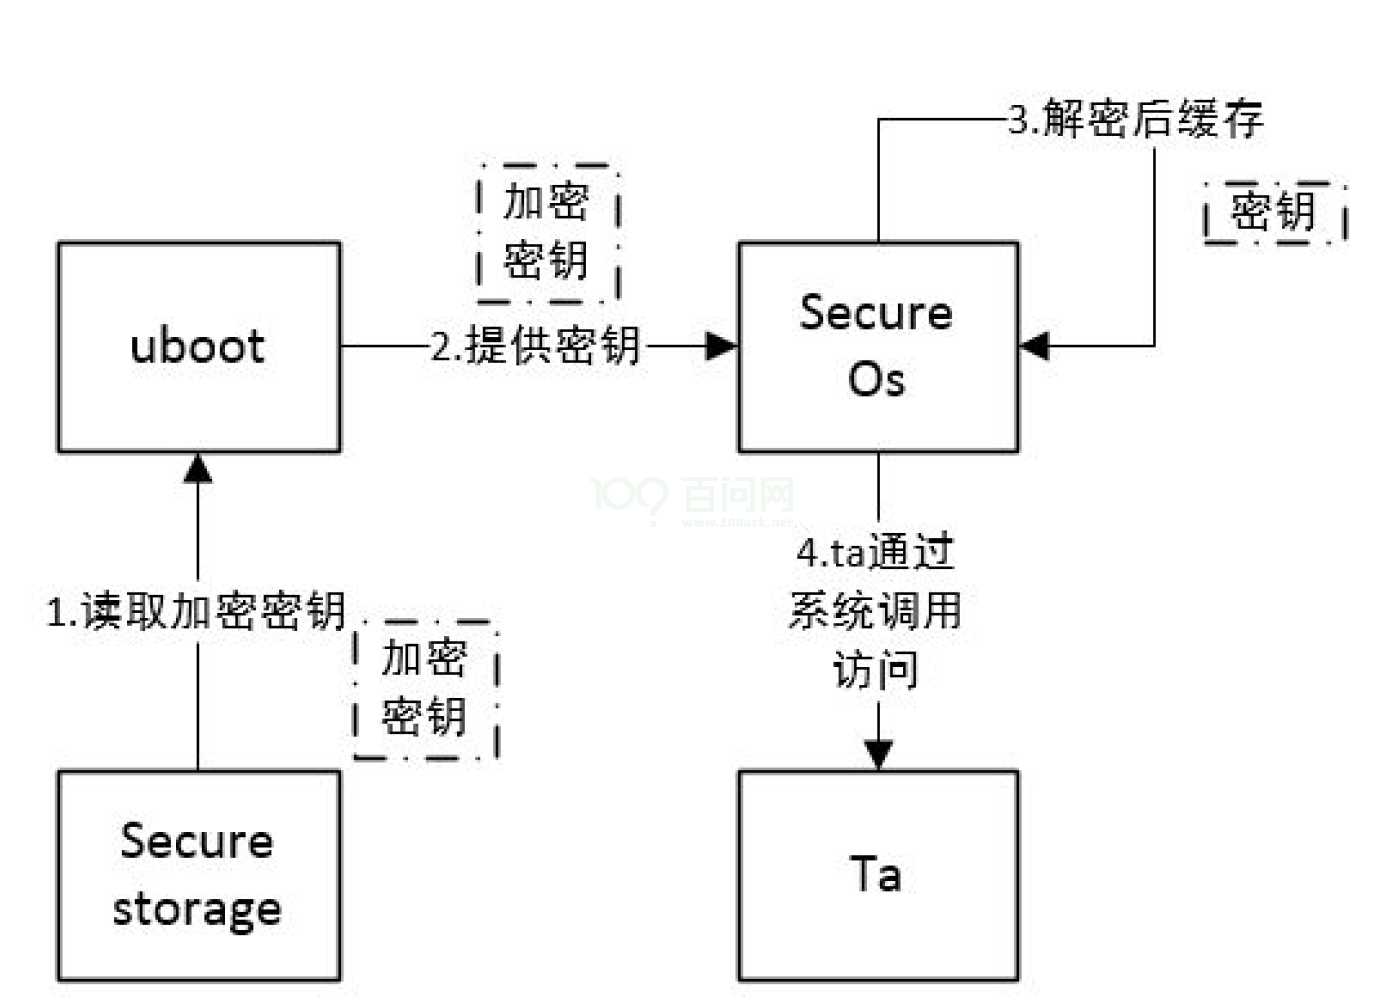 3.解密后缓存
加密
密钥
密钥
uboot
2.提供密钥
Secure
Os
100 百问网
www.100ask.net
4.ta通过
系统调用
访问
1.读取加密密钥
加密
密钥
Secure
storage
Ta